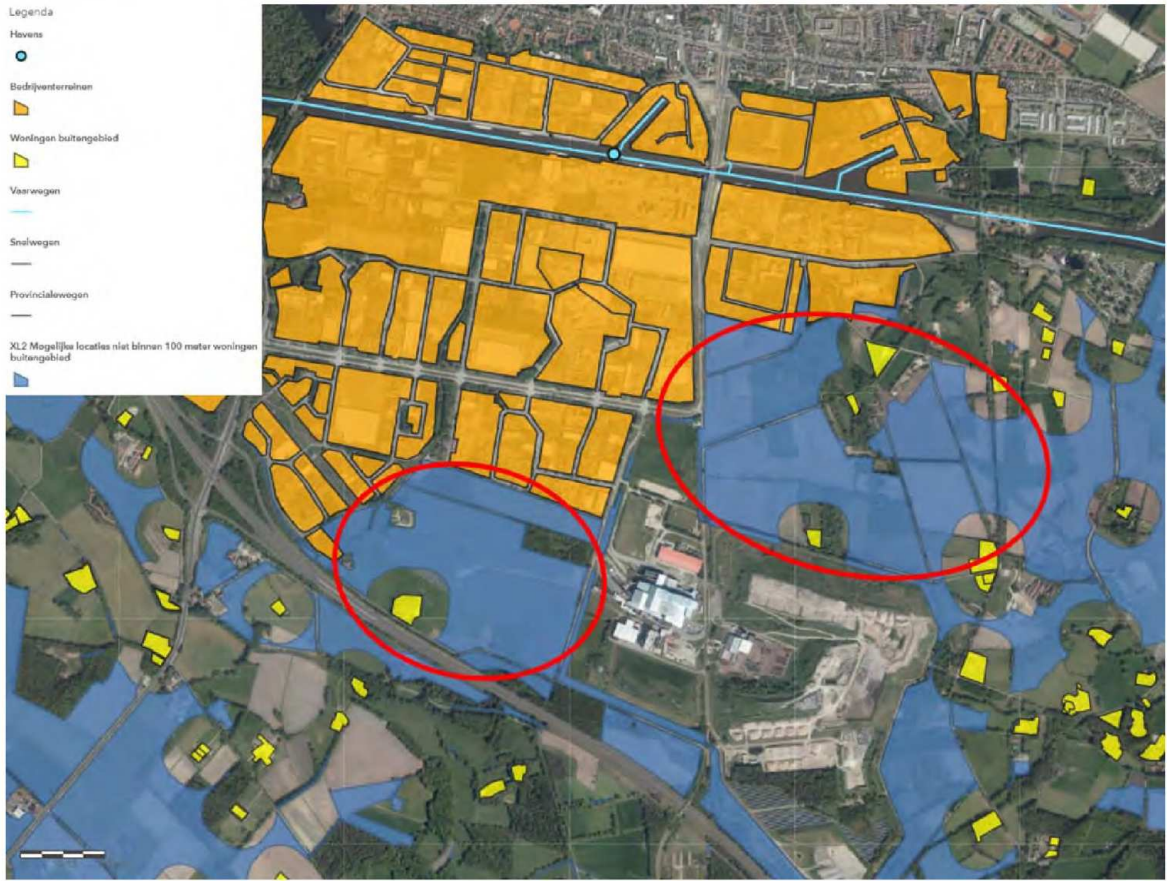 Legenda
Havens
Bedrijventerreinen
Woningen buitengebied
Vaarwegen
Snelwegen
Provincialewegen
XL2 Mogelijke locaties niet binnen 100 meter woningen
buitengebied